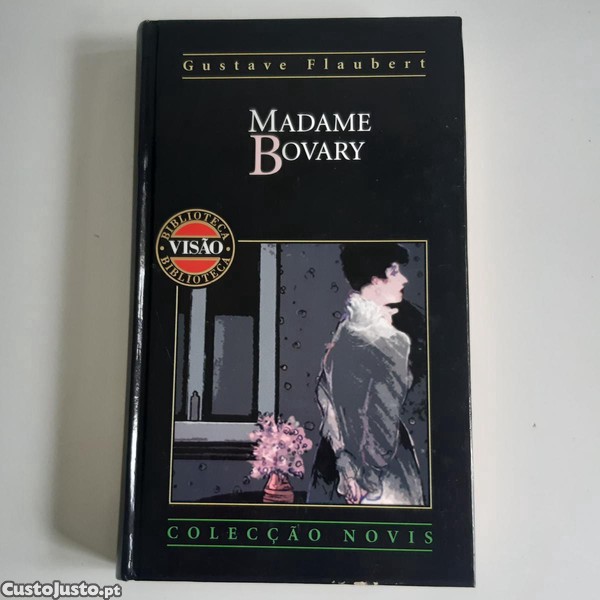 Gustave Flaubert
MADAME
BOVARY
BIBLIOTECA
VISÃO
BIBLIOTECA
COLECÇÃO NOVIS
CustoJusto.pt